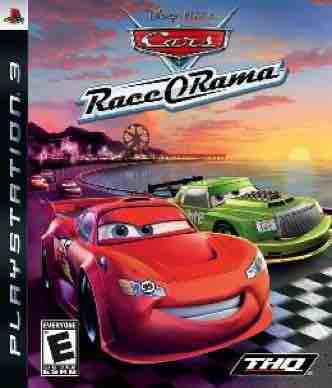 PLAYSTATION 3
Disney PIXAR
Cars
Race O Rama
EVERYONE
E
THQ